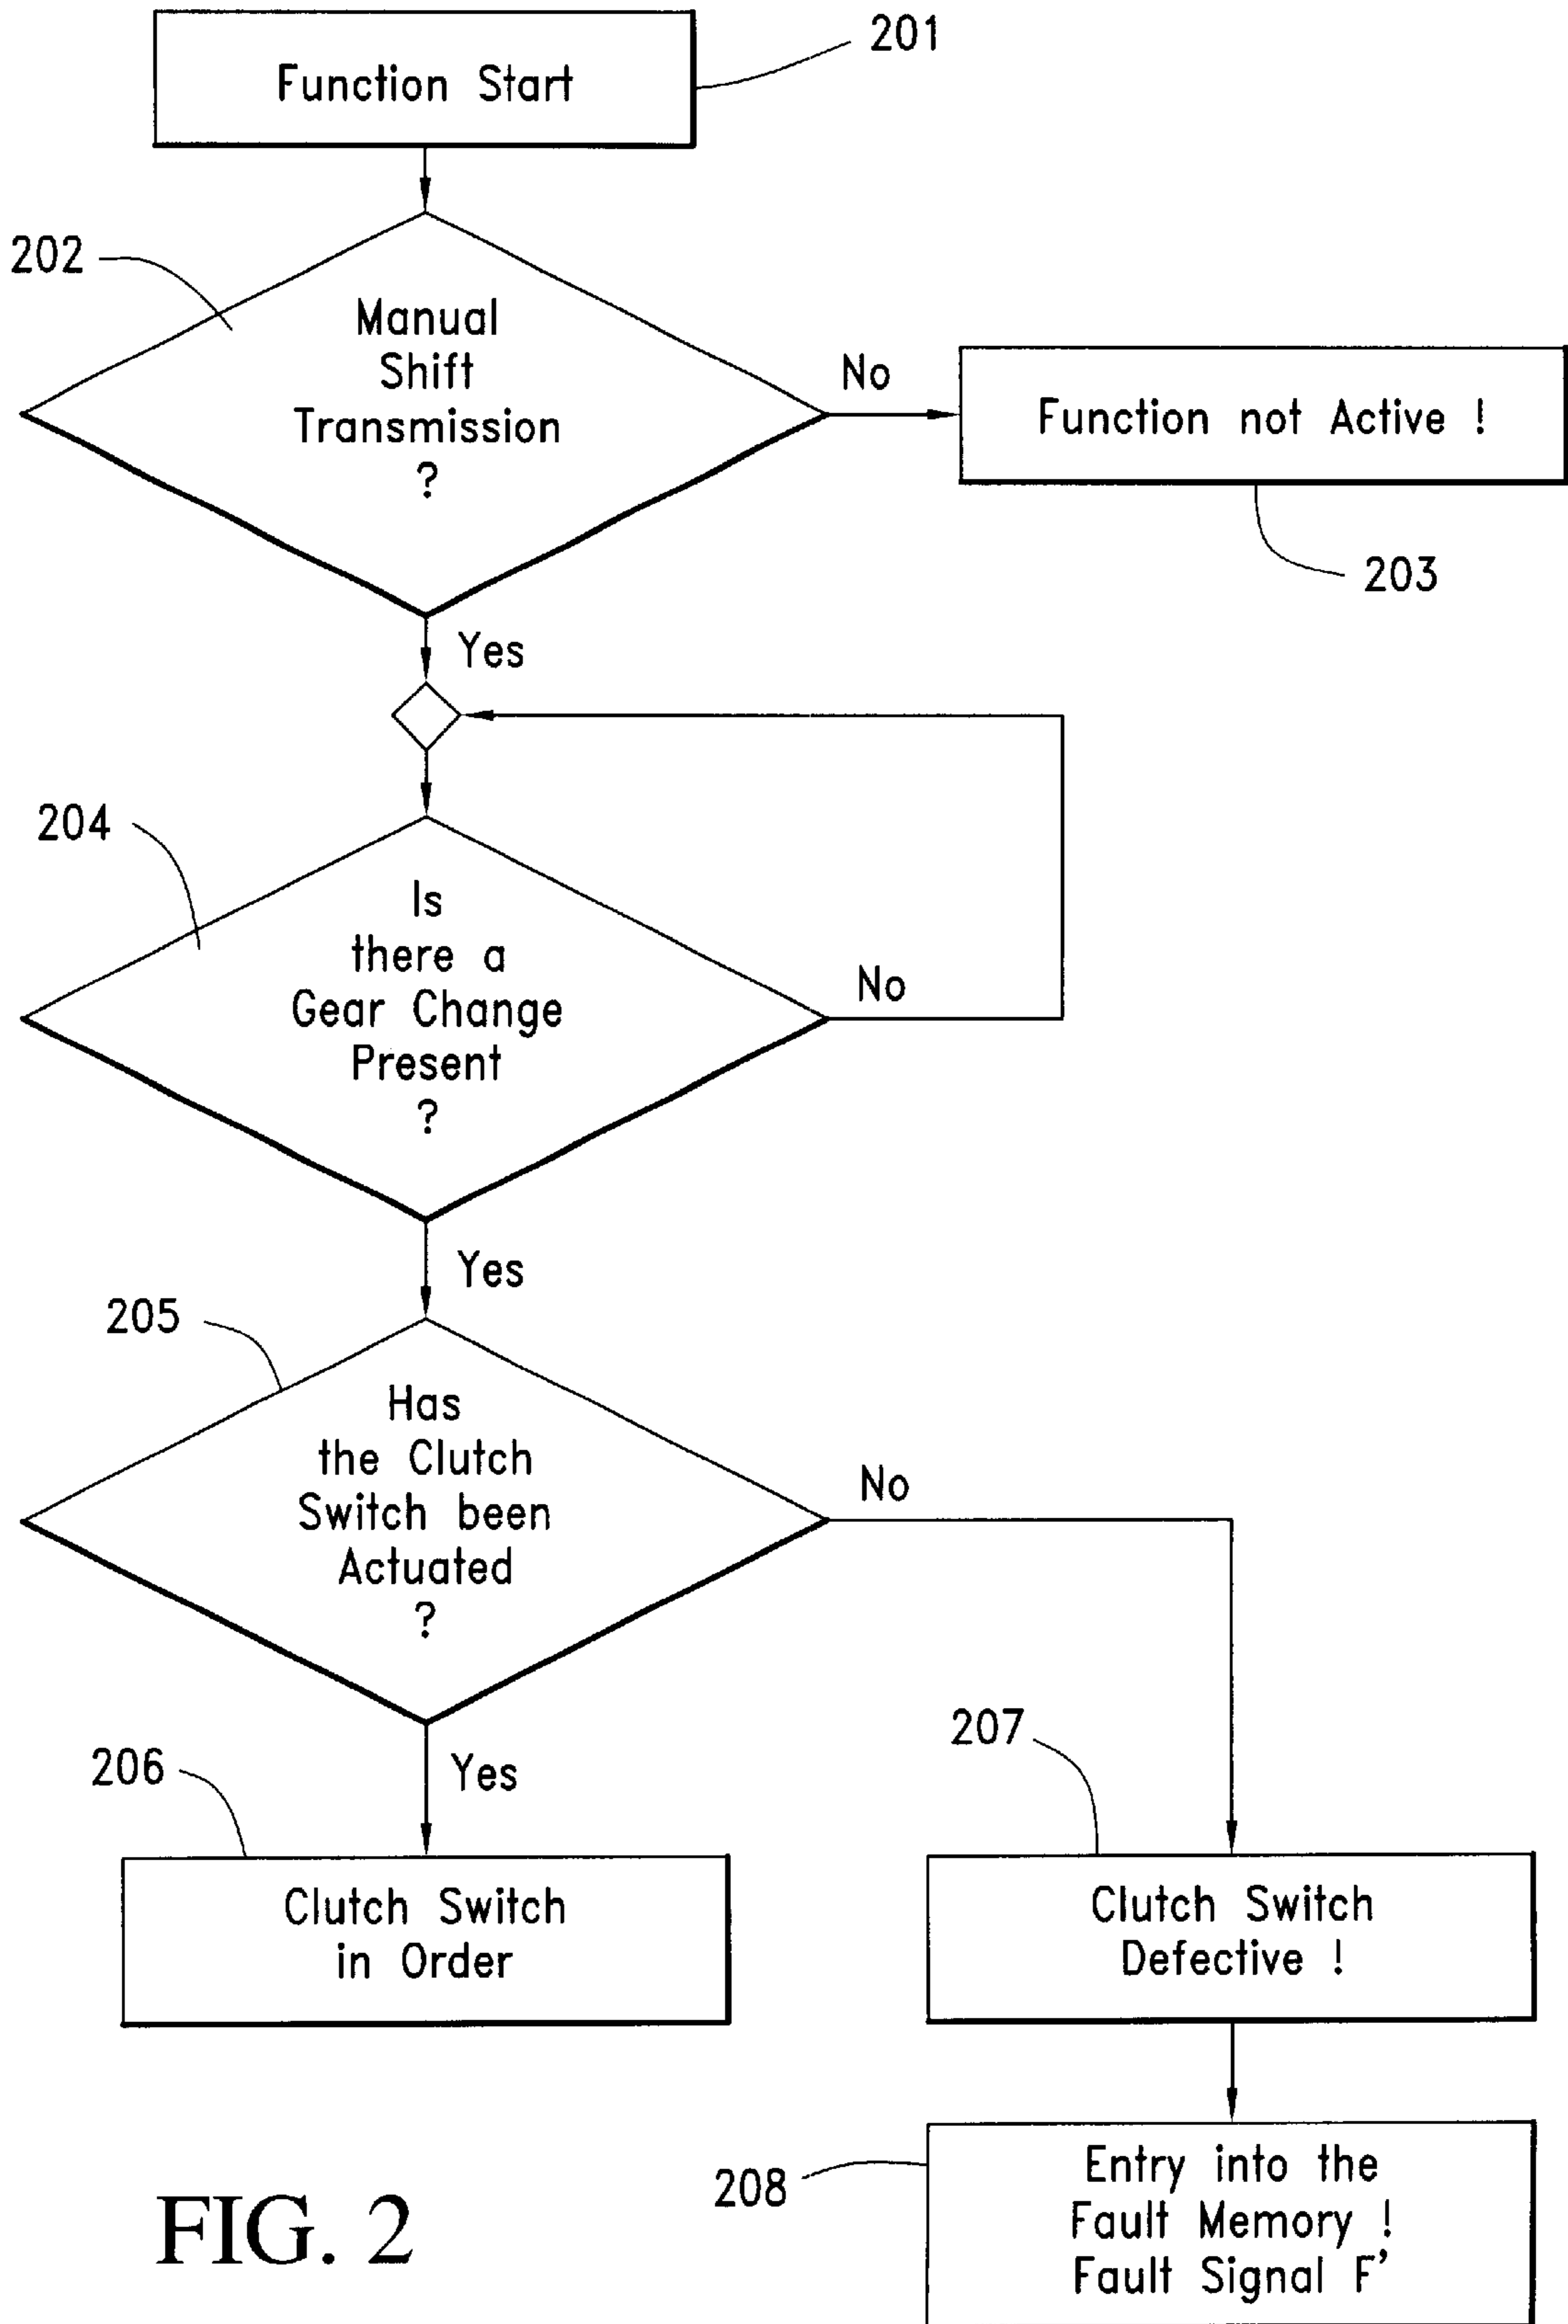 Function Start
201
202
Manual
Shift
Transmission
?
No
Function not Active !
203
Yes
204
Is
there a
Gear Change
Present
?
No
Yes
205
Has
the Clutch
Switch been
Actuated
?
No
206
Yes
207
Clutch Switch
in Order
Clutch Switch
Defective !
208
Entry into the
Fault Memory !
Fault Signal F'
FIG. 2